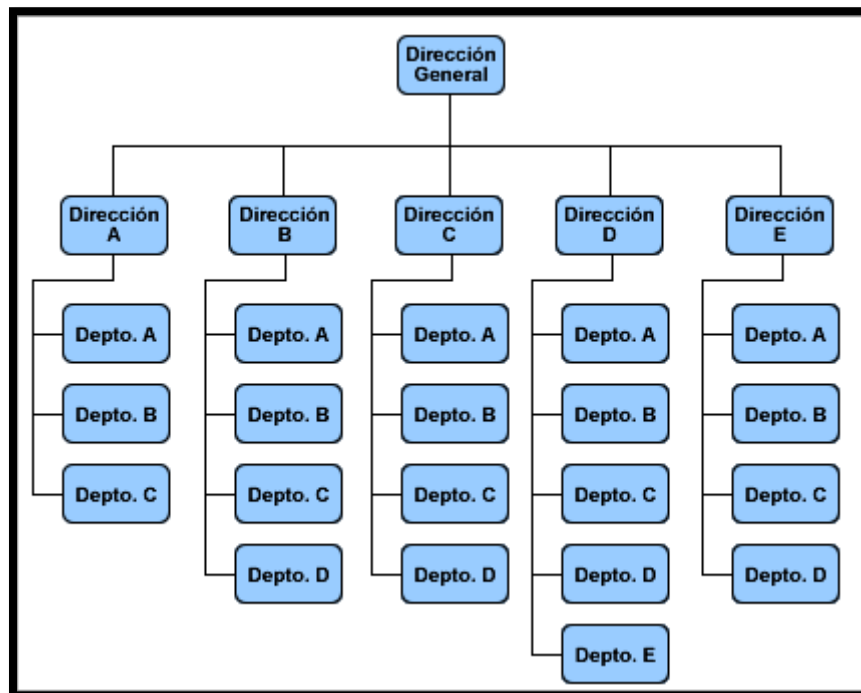 Dirección
General
Dirección
A
Dirección
B
Dirección
C
Dirección
D
Dirección
E
Depto. A
Depto. B
Depto. C
Depto. A
Depto. B
Depto. C
Depto. D
Depto. A
Depto. B
Depto. C
Depto. D
Depto. A
Depto. B
Depto. C
Depto. D
Depto. E
Depto. A
Depto. B
Depto. C
Depto. D